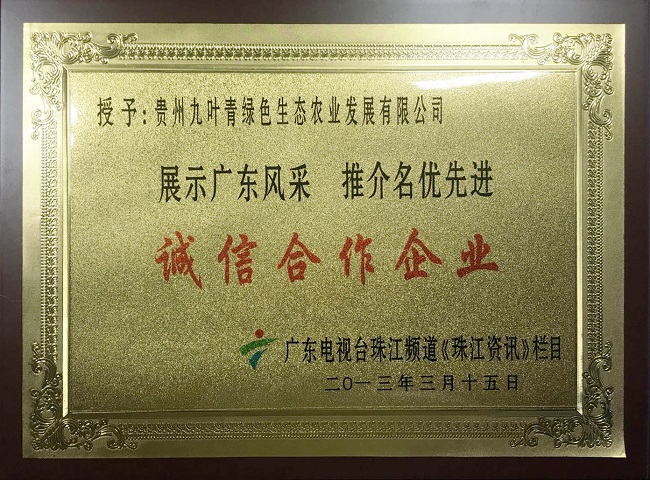 授予:贵州九叶青绿色生态农业发展有限公司
展示广东风采 推介名优先进
诚信合作企业
广东电视台珠江频道《珠江资讯》栏目
二〇一三年三月十五日